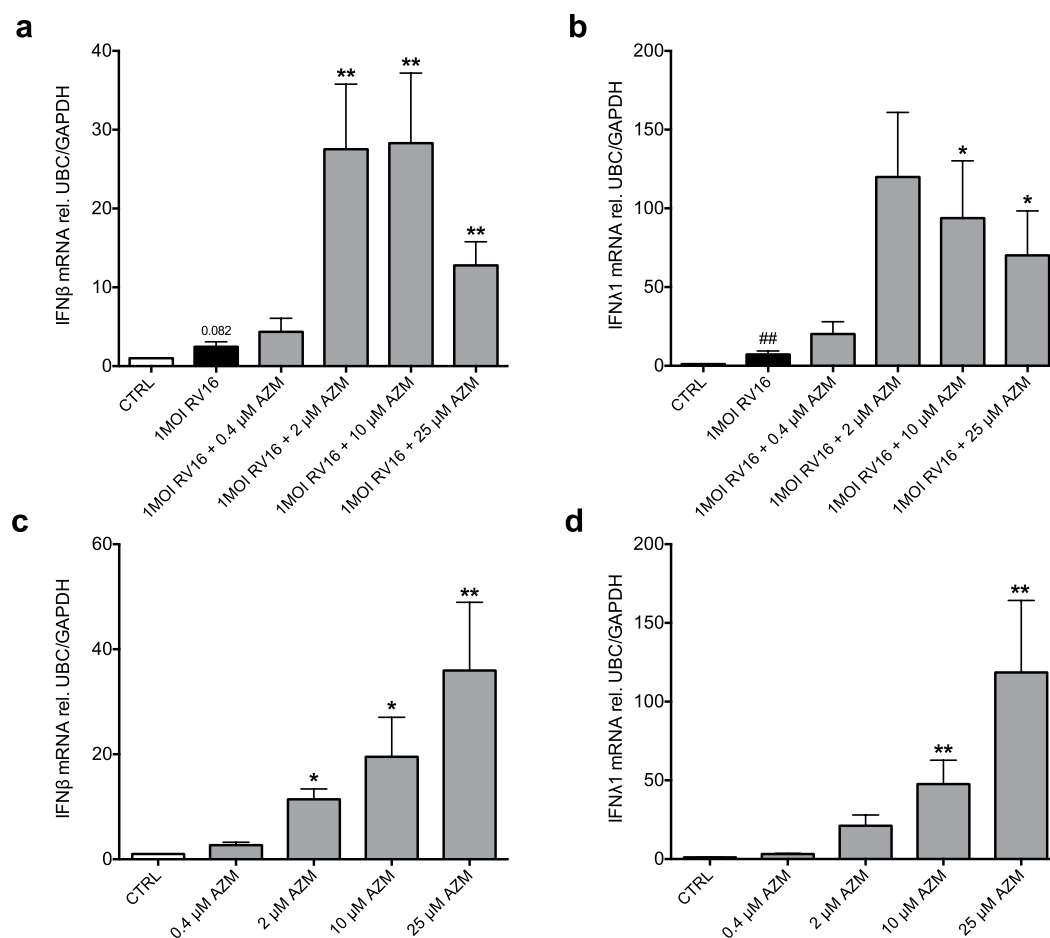 a
IFNβ mRNA rel. UBC/GAPDH
40
30
20
10
0
0.082
**
**
**
CTRL
1MOI RV16
1MOI RV16 + 0.4 µM AZM
1MOI RV16 + 2 µM AZM
1MOI RV16 + 10 µM AZM
1MOI RV16 + 25 µM AZM
b
IFNλ1 mRNA rel. UBC/GAPDH
200
150
100
50
0
##
*
*
CTRL
1MOI RV16
1MOI RV16 + 0.4 µM AZM
1MOI RV16 + 2 µM AZM
1MOI RV16 + 10 µM AZM
1MOI RV16 + 25 µM AZM
c
IFNβ mRNA rel. UBC/GAPDH
60
40
20
0
*
*
**
CTRL
0.4 µM AZM
2 µM AZM
10 µM AZM
25 µM AZM
d
IFNλ1 mRNA rel. UBC/GAPDH
200
150
100
50
0
**
**
CTRL
0.4 µM AZM
2 µM AZM
10 µM AZM
25 µM AZM